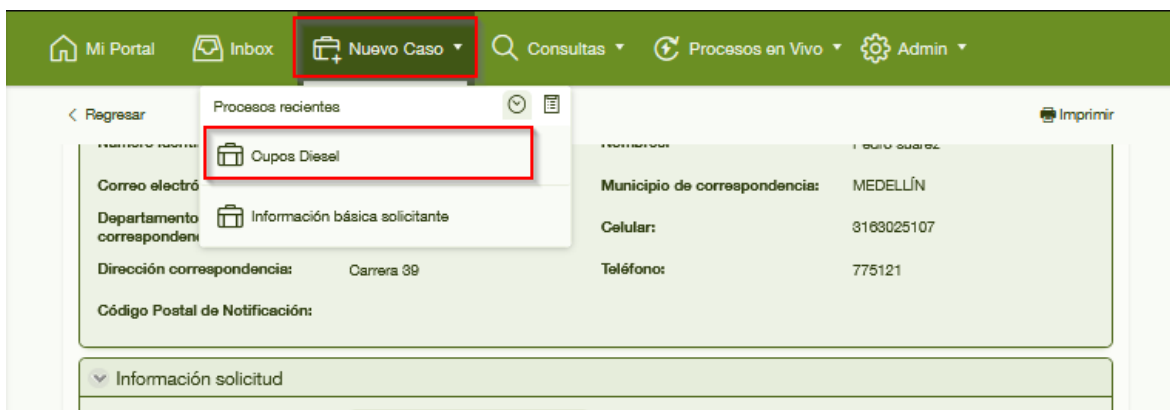 Mi Portal Inbox Nuevo Caso Consultas Procesos en Vivo Admin
Regresar Procesos recientes Imprimir
Cupos Diesel
Correo electró Municipio de correspondencia: MEDELLÍN
Información básica solicitante
Departamento
corresponden Celular: 3163025107
Dirección correspondencia: Carrera 39 Teléfono: 775121
Código Postal de Notificación:
Información solicitud